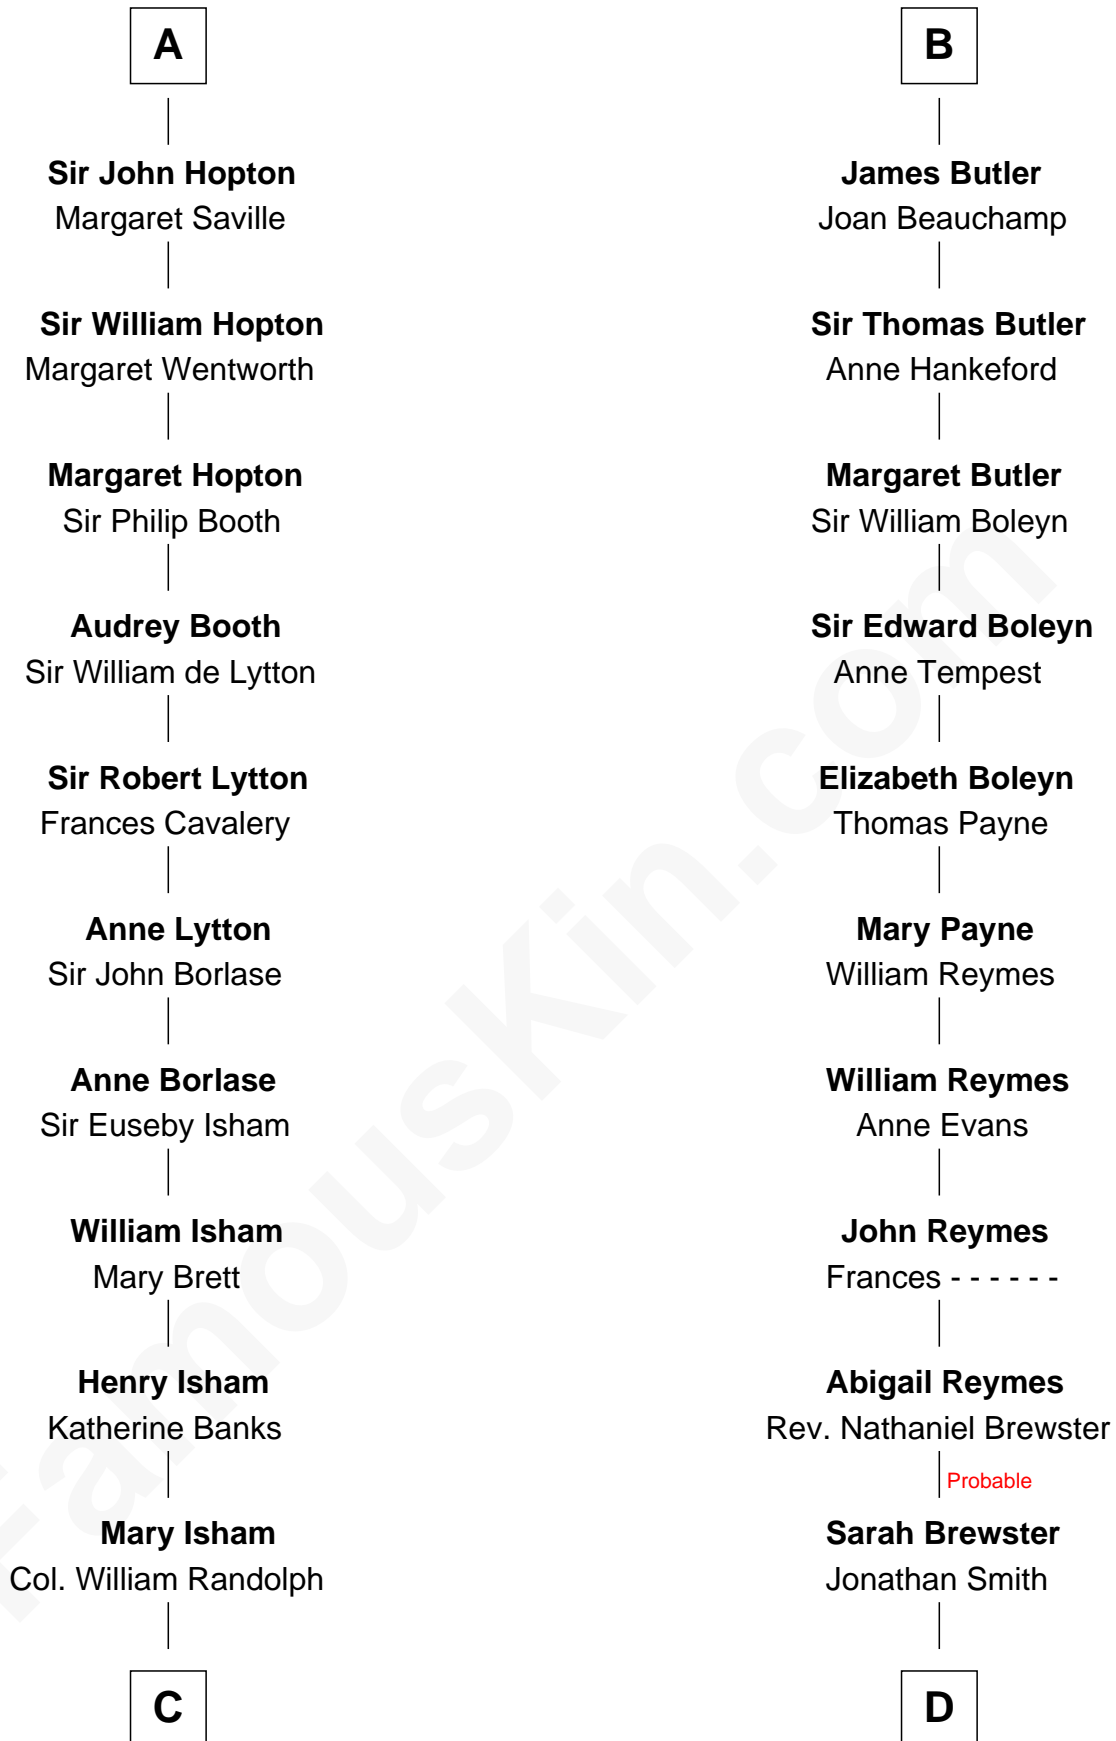 A
Sir John Hopton
Margaret Saville
Sir William Hopton
Margaret Wentworth
Margaret Hopton
Sir Philip Booth
Audrey Booth
Sir William de Lytton
Sir Robert Lytton
Frances Cavalery
Anne Lytton
Sir John Borlase
Anne Borlase
Sir Euseby Isham
William Isham
Mary Brett
Henry Isham
Katherine Banks
Mary Isham
Col. William Randolph
C
B
James Butler
Joan Beauchamp
Sir Thomas Butler
Anne Hankeford
Margaret Butler
Sir William Boleyn
Sir Edward Boleyn
Anne Tempest
Elizabeth Boleyn
Thomas Payne
Mary Payne
William Reymes
William Reymes
Anne Evans
John Reymes
Frances - - - - - -
Abigail Reymes
Rev. Nathaniel Brewster
Probable
Sarah Brewster
Jonathan Smith
D
FamousKin.com